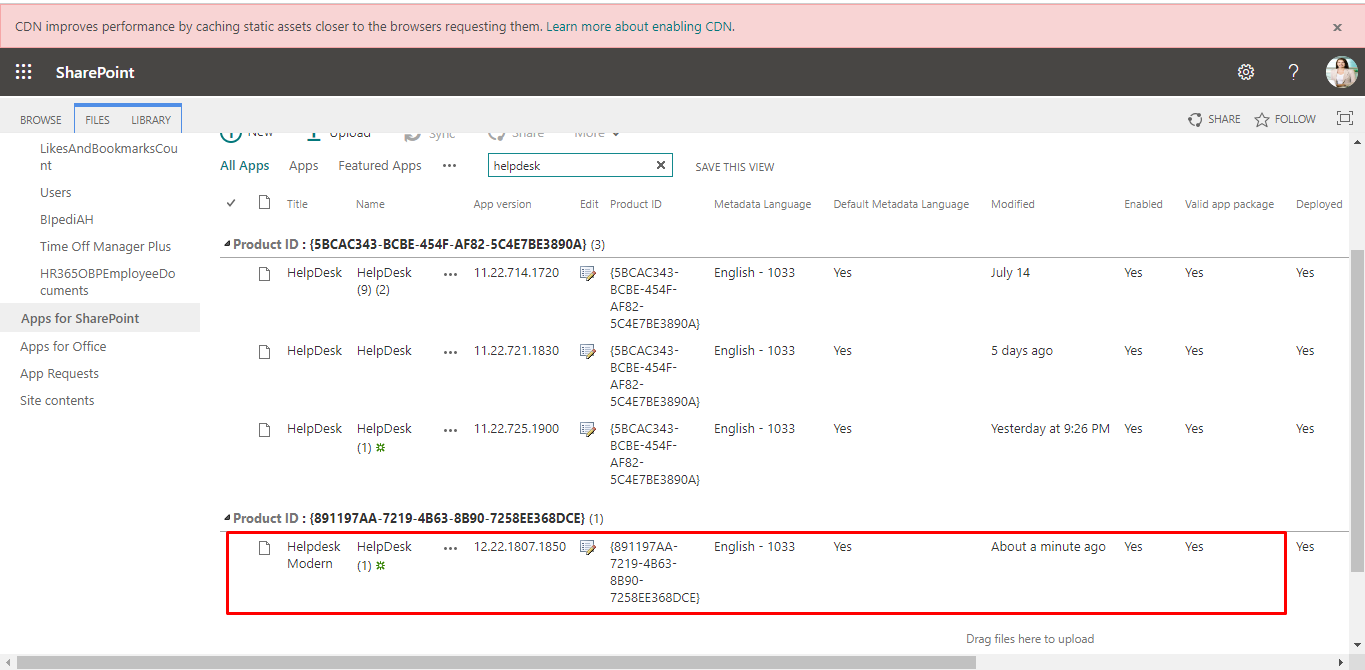 CDN improves performance by caching static assets closer to the browsers requesting them. Learn more about enabling CDN.
SharePoint
BROWSE FILES LIBRARY SHARE FOLLOW
New Upload Sync Share More
LikesAndBookmarksCou
nt
Users
BIpediAH
Time Off Manager Plus
HR365OBPEmployeeDo
cuments
Apps for SharePoint
Apps for Office
App Requests
Site contents
All Apps Apps Featured Apps ••• helpdesk SAVE THIS VIEW
Title Name App version Edit Product ID Metadata Language Default Metadata Language Modified Enabled Valid app package Deployed
Product ID : {5BCAC343-BCBE-454F-AF82-5C4E7BE3890A} (3)
HelpDesk HelpDesk ••• 11.22.714.1720 {5BCAC343- English - 1033 Yes July 14 Yes Yes Yes
(9) (2) BCBE-454F-
AF82-
5C4E7BE3890A}
HelpDesk HelpDesk ••• 11.22.721.1830 {5BCAC343- English - 1033 Yes 5 days ago Yes Yes Yes
BCBE-454F-
AF82-
5C4E7BE3890A}
HelpDesk HelpDesk ••• 11.22.725.1900 {5BCAC343- English - 1033 Yes Yesterday at 9:26 PM Yes Yes Yes
(1) BCBE-454F-
AF82-
5C4E7BE3890A}
Product ID : {891197AA-7219-4B63-8B90-7258EE368DCE} (1)
Helpdesk HelpDesk ••• 12.22.1807.1850 {891197AA- English - 1033 Yes About a minute ago Yes Yes Yes
Modern (1) 7219-4B63-
8B90-
7258EE368DCE}
Drag files here to upload